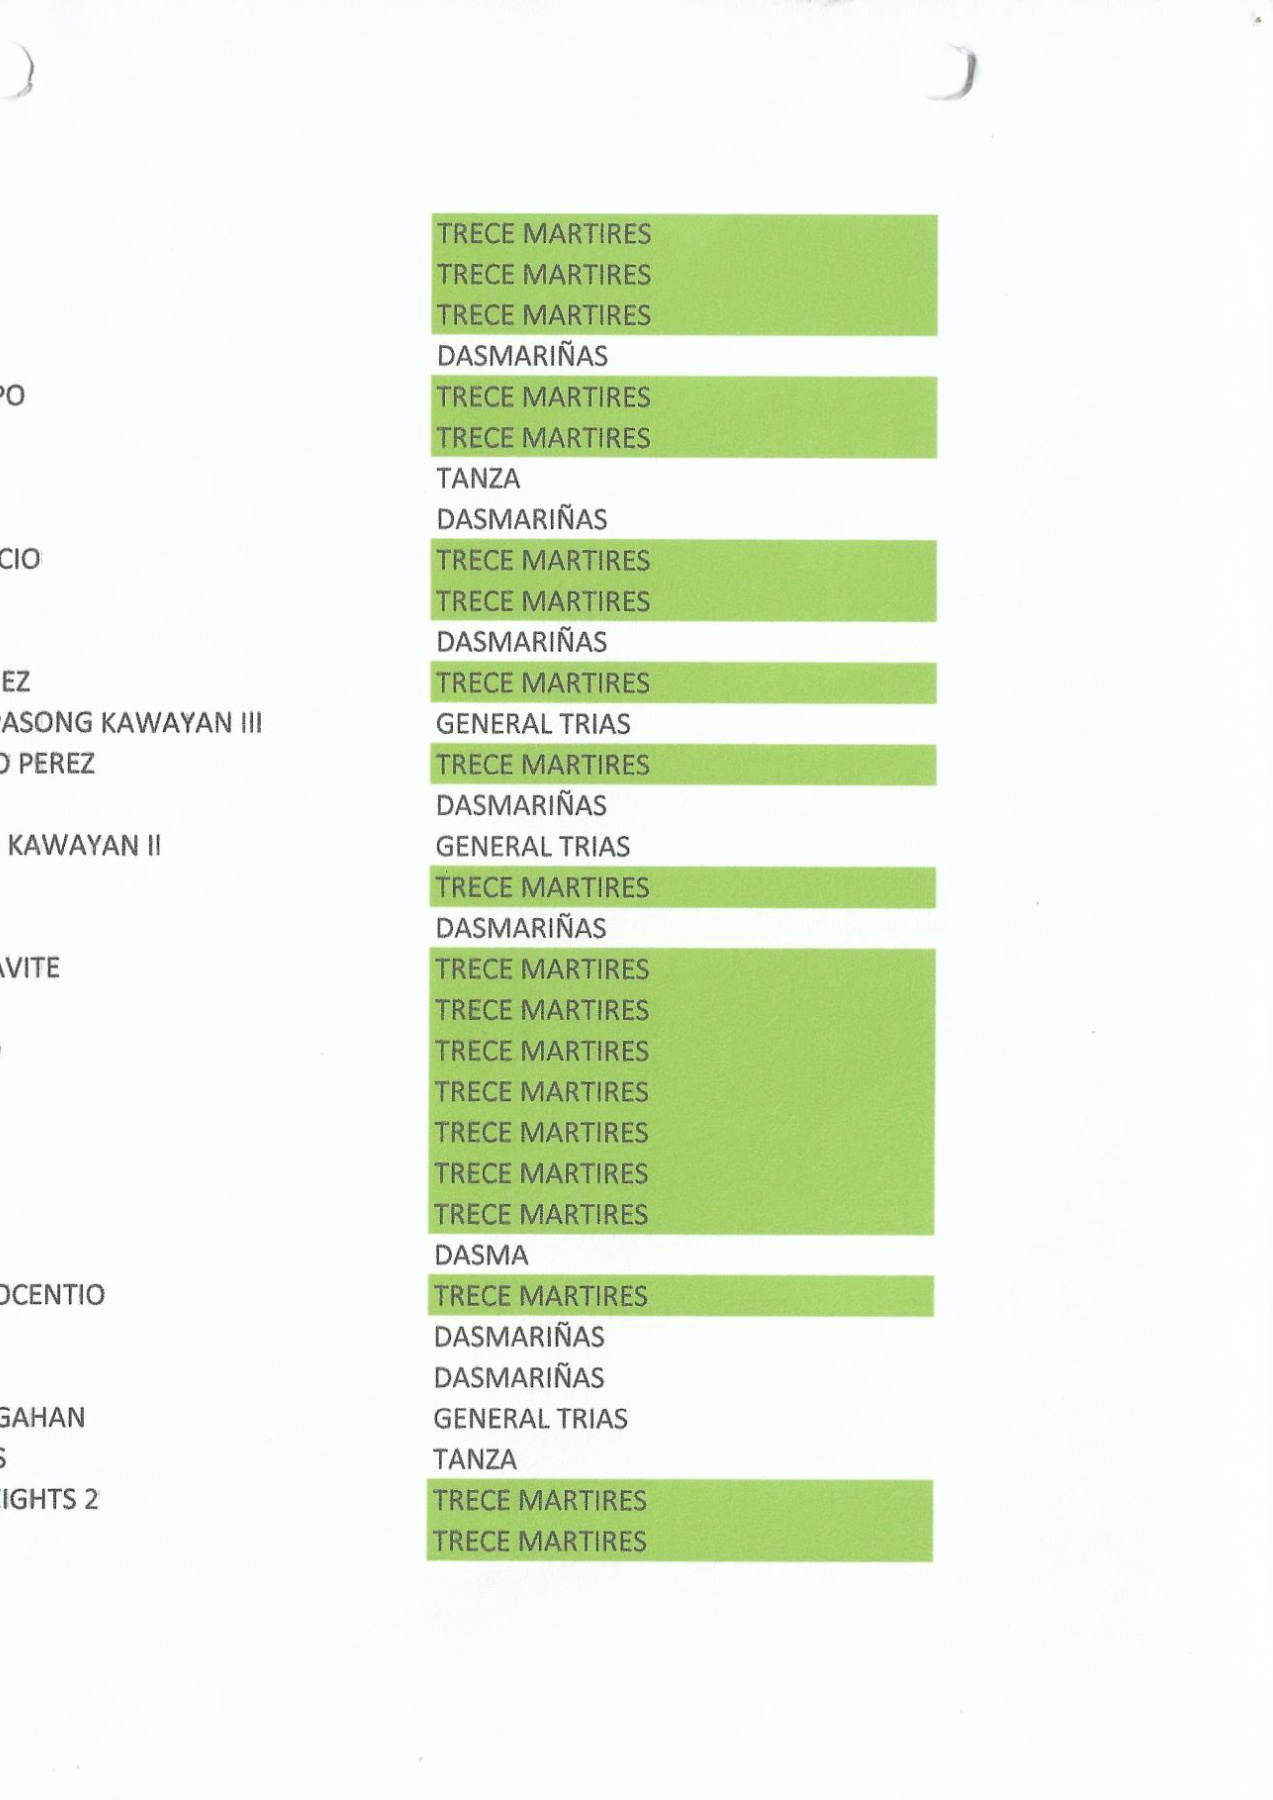 TRECE MARTIRES
TRECE MARTIRES
TRECE MARTIRES
DASMARIÑAS
PO TRECE MARTIRES
TRECE MARTIRES
TANZA
DASMARIÑAS
CIO TRECE MARTIRES
TRECE MARTIRES
DASMARIÑAS
EZ TRECE MARTIRES
PASONG KAWAYAN III GENERAL TRIAS
O PEREZ TRECE MARTIRES
DASMARIÑAS
KAWAYAN II GENERAL TRIAS
TRECE MARTIRES
DASMARIÑAS
AVITE TRECE MARTIRES
TRECE MARTIRES
TRECE MARTIRES
TRECE MARTIRES
TRECE MARTIRES
TRECE MARTIRES
TRECE MARTIRES
DASMA
OCENTIO TRECE MARTIRES
DASMARIÑAS
DASMARIÑAS
GAHAN GENERAL TRIAS
S TANZA
EIGHTS 2 TRECE MARTIRES
TRECE MARTIRES